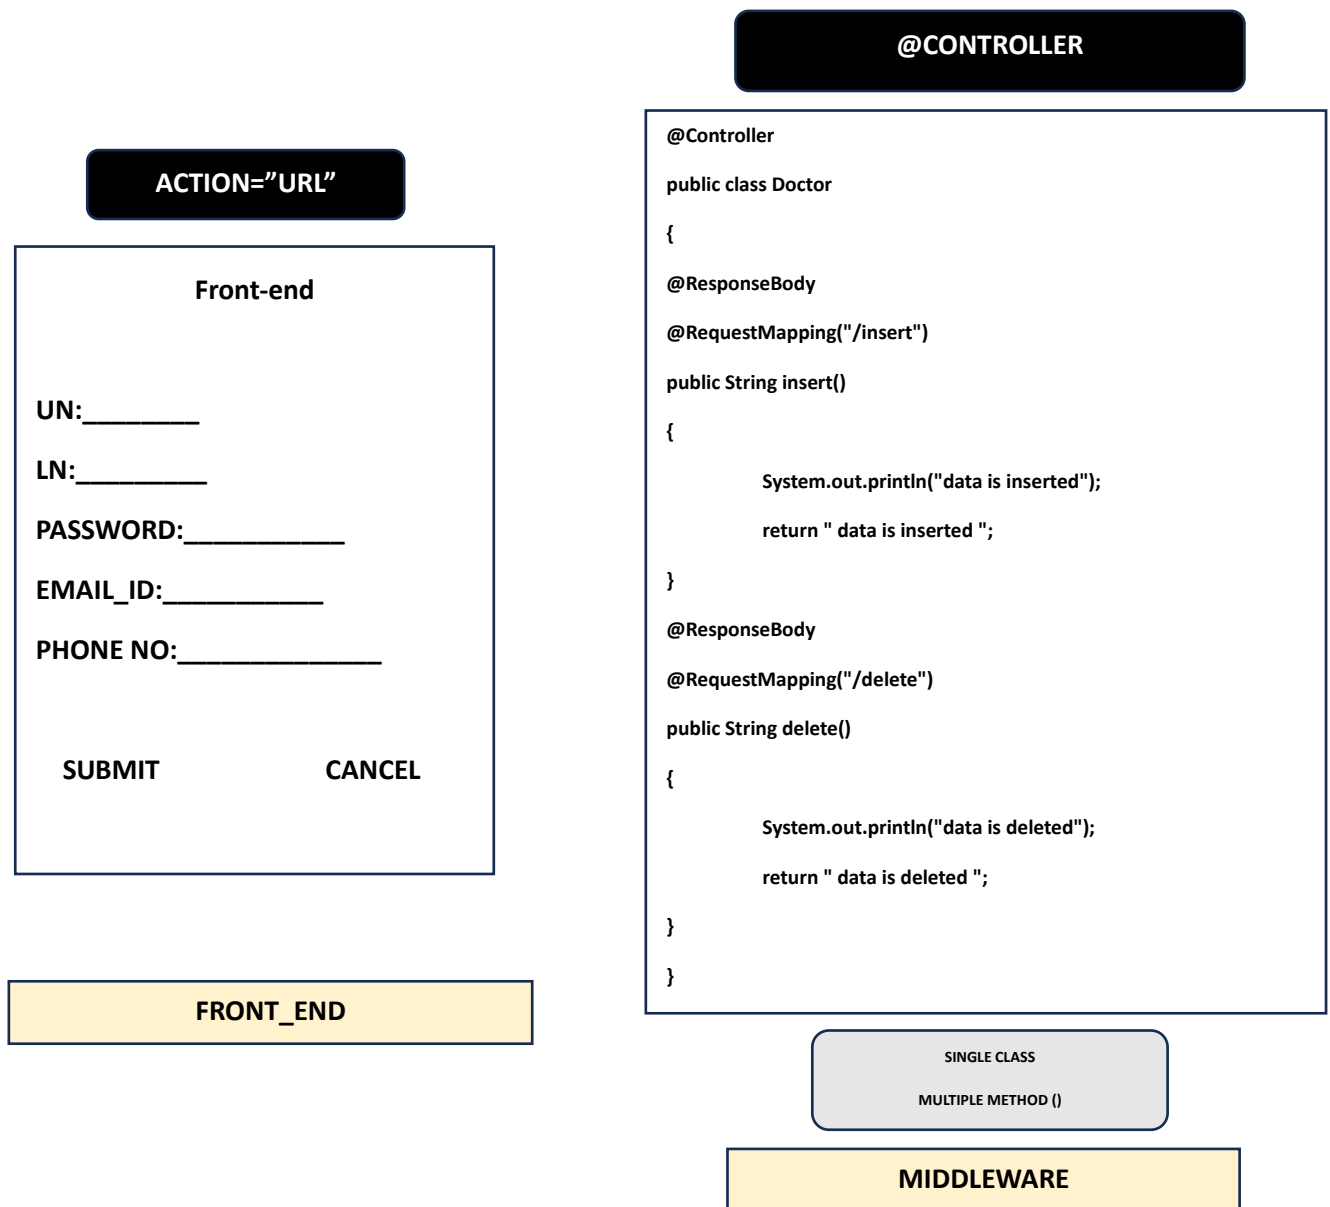 ACTION=”URL”
Front-end
UN:________
LN:_________
PASSWORD:___________
EMAIL_ID:___________
PHONE NO:______________
SUBMIT CANCEL
FRONT_END
@CONTROLLER
@Controller
public class Doctor
{
@ResponseBody
@RequestMapping("/insert")
public String insert()
{
System.out.println("data is inserted");
return " data is inserted ";
}
@ResponseBody
@RequestMapping("/delete")
public String delete()
{
System.out.println("data is deleted");
return " data is deleted ";
}
}
SINGLE CLASS
MULTIPLE METHOD ()
MIDDLEWARE